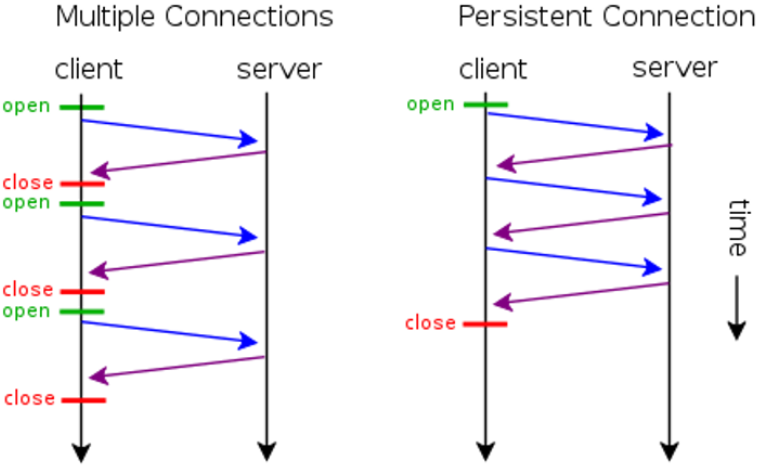 Multiple Connections
client server
open
close
open
close
open
close
Persistent Connection
client server
open
close
time